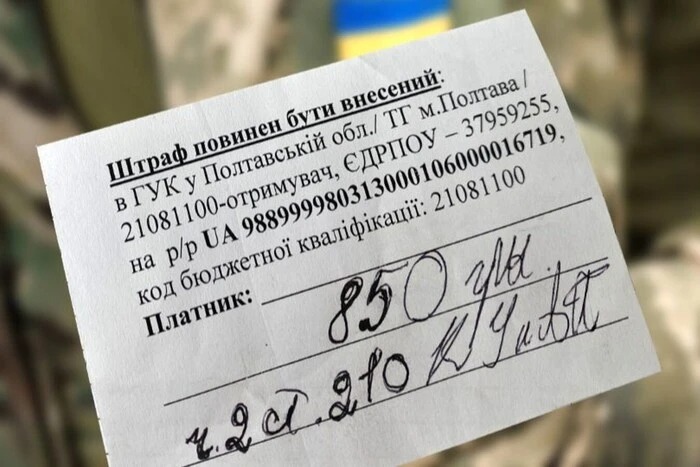 Штраф повинен бути внесений:
в ГУК у Полтавській обл./ ТГ м.Полтава /
21081100-отримувач, ЄДРПОУ – 37959255,
на р/р UA 988999980313000106000016719,
код бюджетної кваліфікації: 21081100
Платник:
850 грн.
ч.2 ст.210 КУпАП